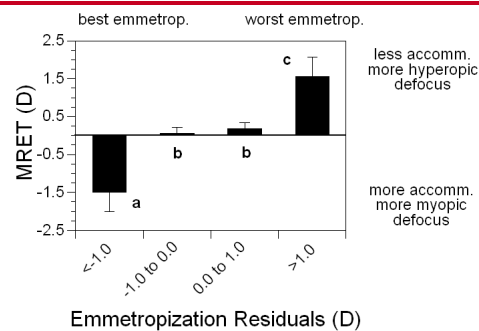 best emmetrop. worst emmetrop.
2.5
1.5
0.5
-0.5
-1.5
-2.5
MRET (D)
a
b
b
c
less accomm.
more hyperopic
defocus
more accomm.
more myopic
defocus
<-1.0
-1.0 to 0.0
0.0 to 1.0
>1.0
Emmetropization Residuals (D)